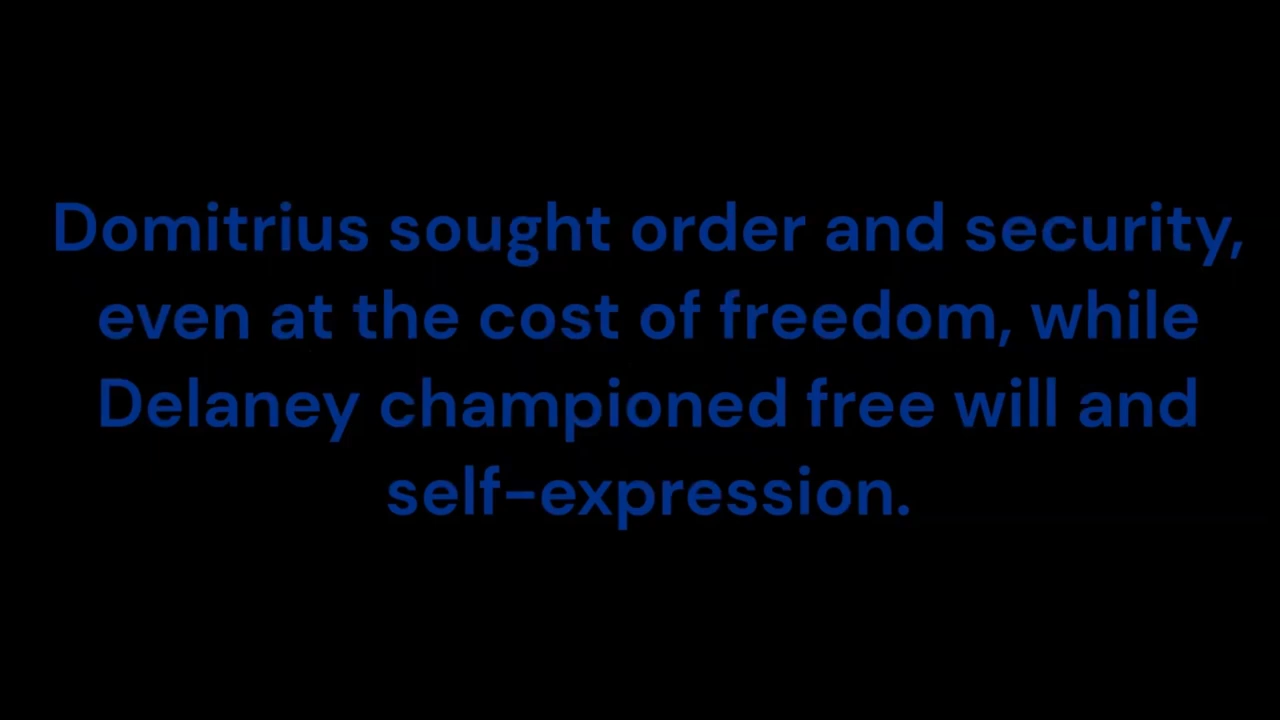 Domitrius sought order and security,
even at the cost of freedom, while
Delaney championed free will and
self-expression.